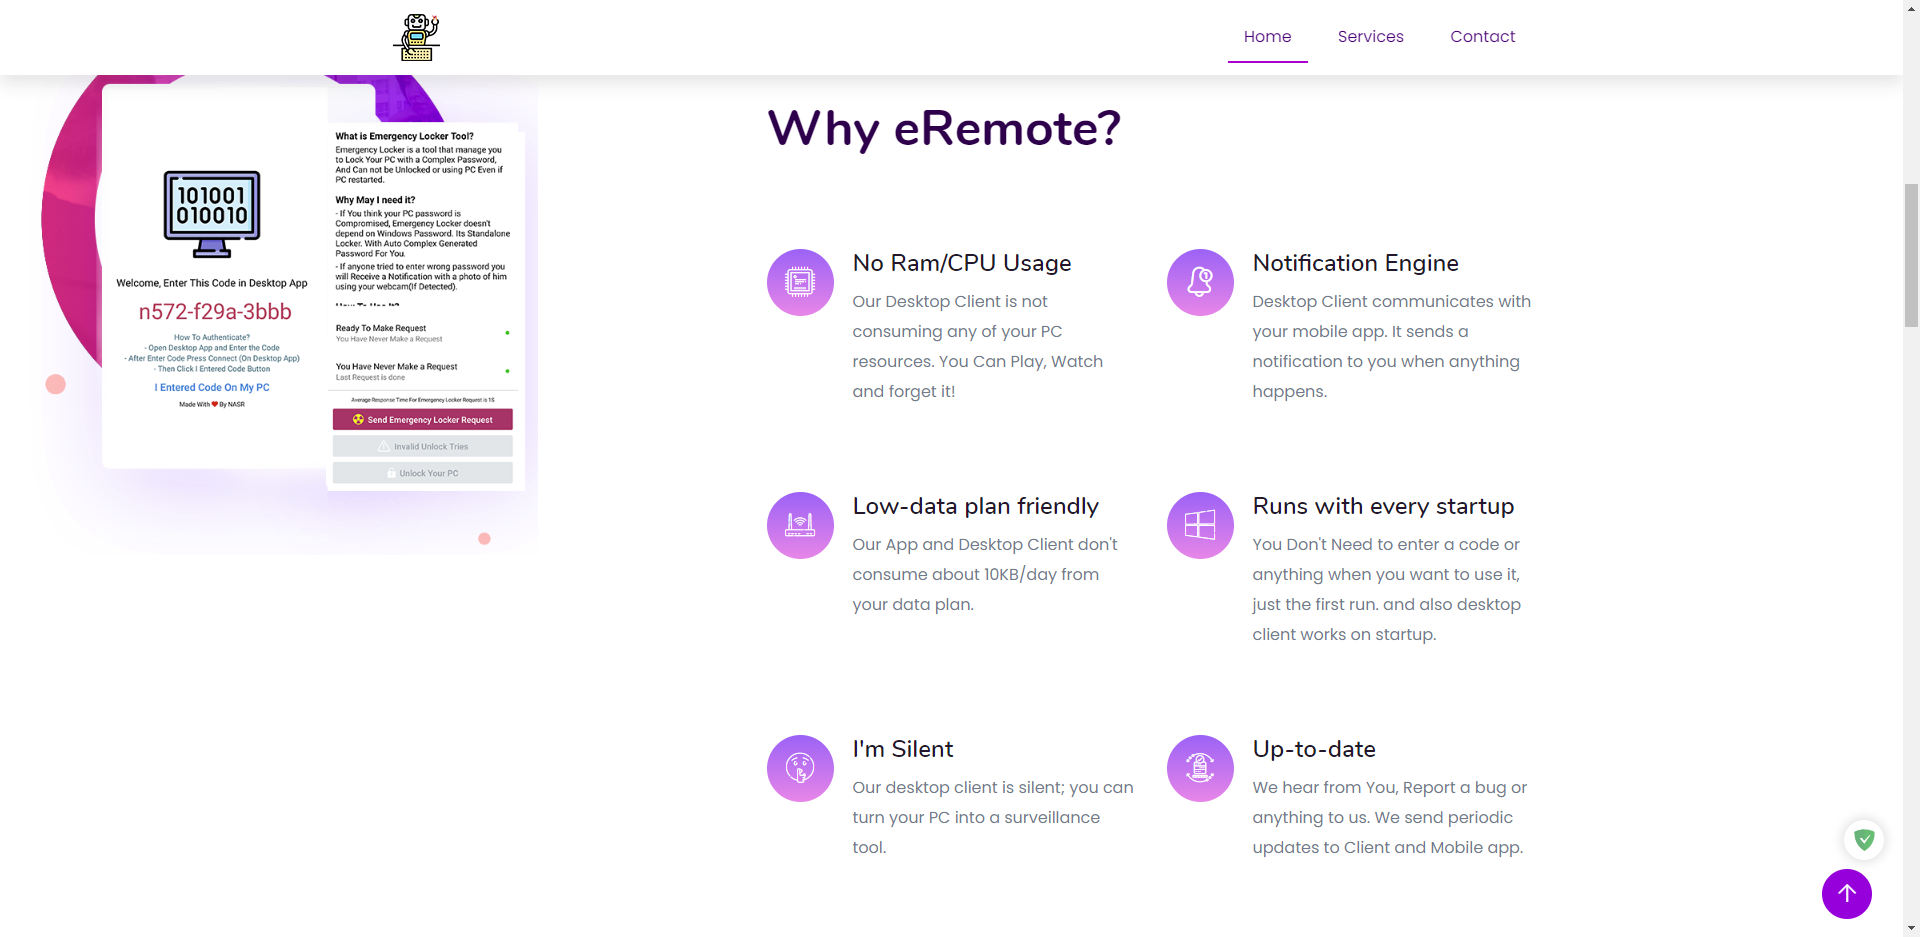 Home
Services
Contact
What is Emergency Locker Tool?
Emergency Locker is a tool that manage you
to Lock Your PC with a Complex Password,
And Can not be Unlocked or using PC Even if
PC restarted.
Why May I need it?
- If You think your PC password is
Compromised, Emergency Locker doesn't
depend on Windows Password. Its Standalone
Locker. With Auto Complex Generated
Password For You.
- If anyone tried to enter wrong password you
will Receive a Notification with a photo of him
using your webcam(If Detected).
101001
010010
Welcome, Enter This Code in Desktop App
n572-f29a-3bbb
How To Authenticate?
- Open Desktop App and Enter the Code
- After Enter Code Press Connect (On Desktop App)
- Then Click I Entered Code Button
I Entered Code On My PC
Made With ❤ By NASR
Ready To Make Request
You Have Never Make a Request
You Have Never Make a Request
Last Request is done
Average Response Time For Emergency Locker Request is 1S
Send Emergency Locker Request
Invalid Unlock Tries
Unlock Your PC
Why eRemote?
No Ram/CPU Usage
Our Desktop Client is not
consuming any of your PC
resources. You Can Play, Watch
and forget it!
Notification Engine
Desktop Client communicates with
your mobile app. It sends a
notification to you when anything
happens.
Low-data plan friendly
Our App and Desktop Client don't
consume about 10KB/day from
your data plan.
Runs with every startup
You Don't Need to enter a code or
anything when you want to use it,
just the first run. and also desktop
client works on startup.
I'm Silent
Our desktop client is silent; you can
turn your PC into a surveillance
tool.
Up-to-date
We hear from You, Report a bug or
anything to us. We send periodic
updates to Client and Mobile app.